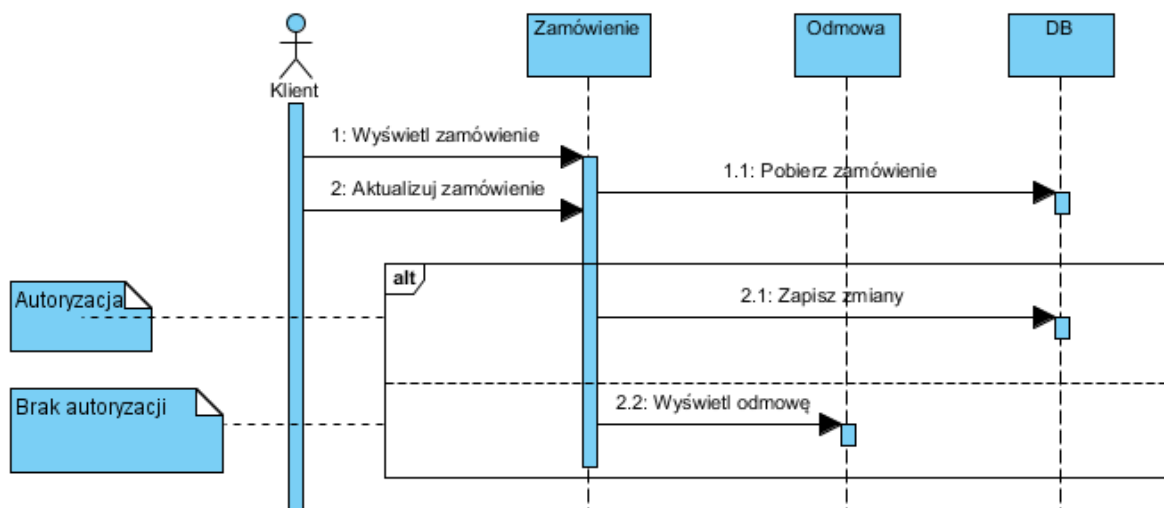 Zamówienie
Odmowa
DB
Klient
1: Wyświetl zamówienie
1.1: Pobierz zamówienie
2: Aktualizuj zamówienie
alt
Autoryzacja
2.1: Zapisz zmiany
Brak autoryzacji
2.2: Wyświetl odmowę